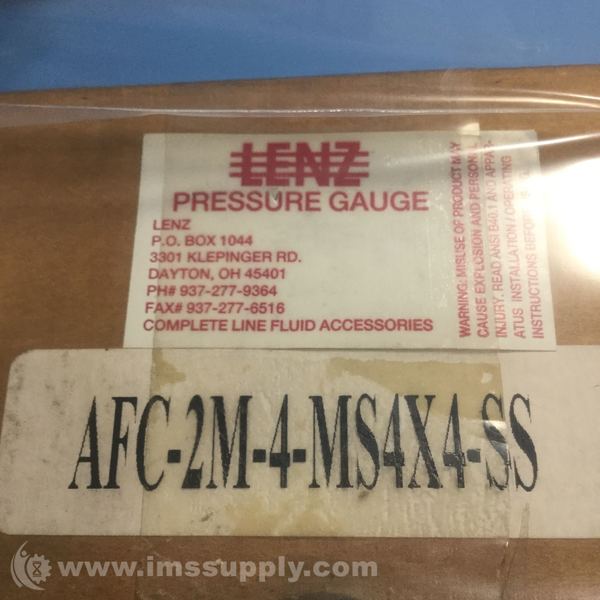 LENZ
PRESSURE GAUGE
LENZ
P.O. BOX 1044
3301 KLEPINGER RD.
DAYTON, OH 45401
PH# 937-277-9364
FAX# 937-277-6516
COMPLETE LINE FLUID ACCESSORIES
WARNING: MISUSE OF PRODUCT MAY
CAUSE EXPLOSION AND PERSONAL
INJURY. READ ANSI B40.1 AND APPAR-
ATUS INSTALLATION/OPERATING
INSTRUCTIONS BEFORE
AFC-2M-4-MS4X4-SS
www.imssupply.com